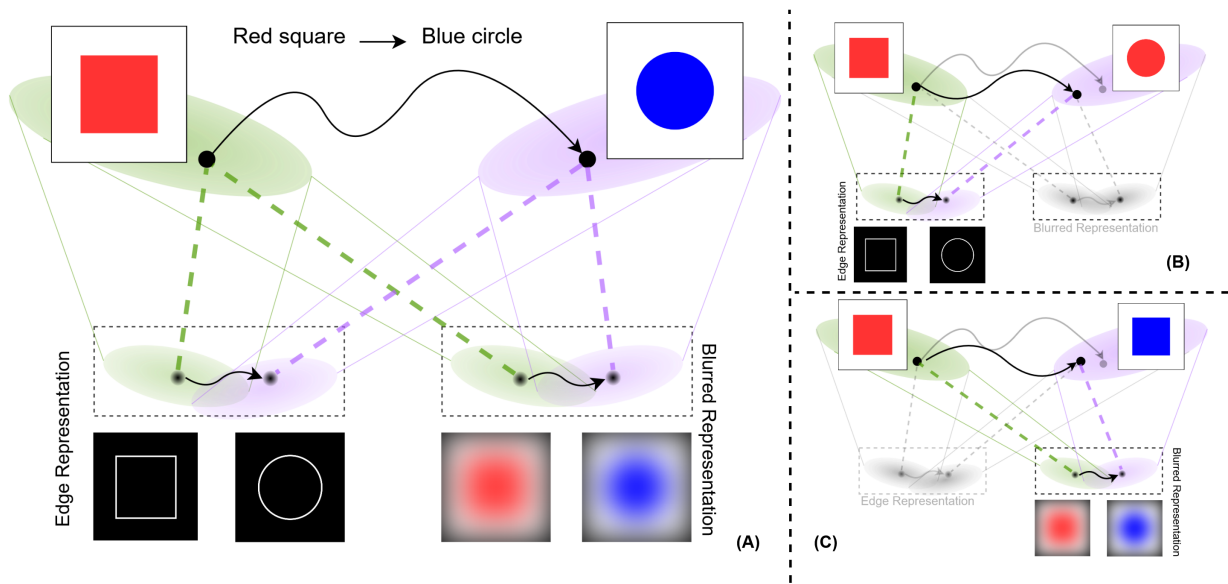 Red square Blue circle
Edge Representation
Blurred Representation
(A)
Edge Representation
Blurred Representation
(B)
Edge Representation
Blurred Representation
(C)